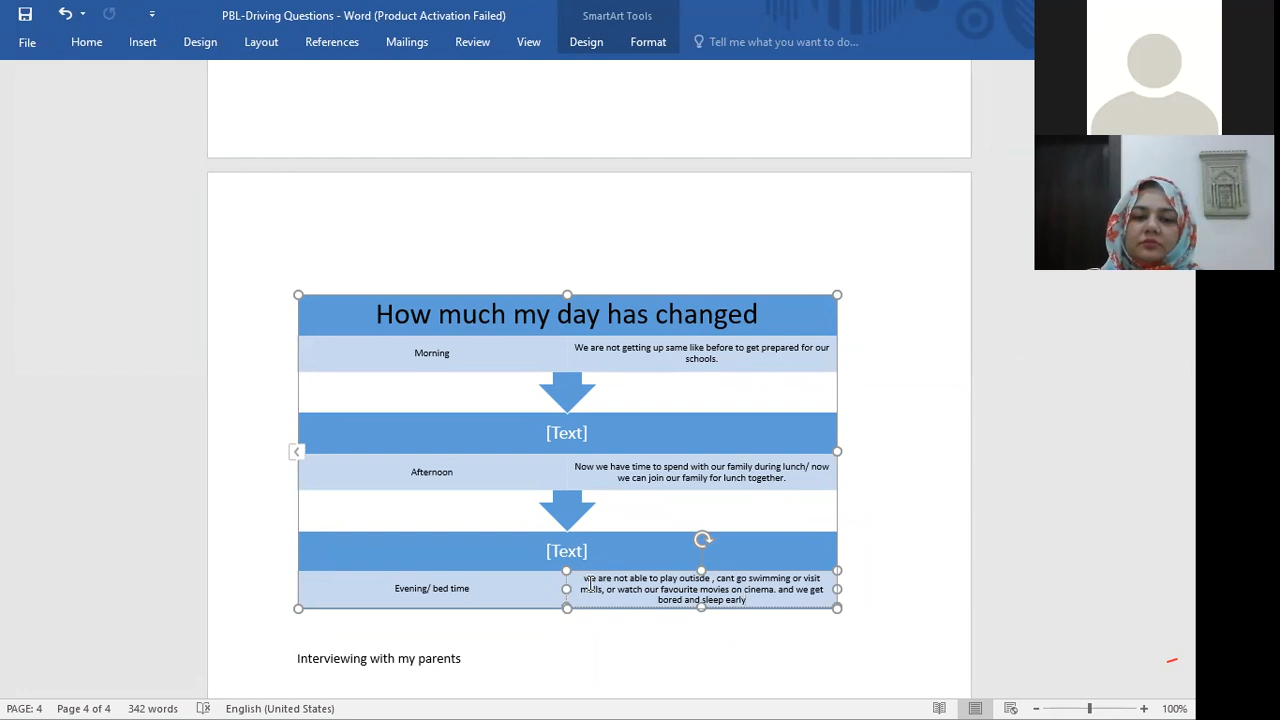 PBL-Driving Questions - Word (Product Activation Failed)
SmartArt Tools
File Home Insert Design Layout References Mailings Review View Design Format Tell me what you want to do...
How much my day has changed
Morning
We are not getting up same like before to get prepared for our
schools.
[Text]
Afternoon
Now we have time to spend with our family during lunch/ now
we can join our family for lunch together.
[Text]
Evening/ bed time
we are not able to play outisde , cant go swimming or visit
malls, or watch our favourite movies on cinema. and we get
bored and sleep early
Interviewing with my parents
PAGE: 4 Page 4 of 4 342 words English (United States) 100%